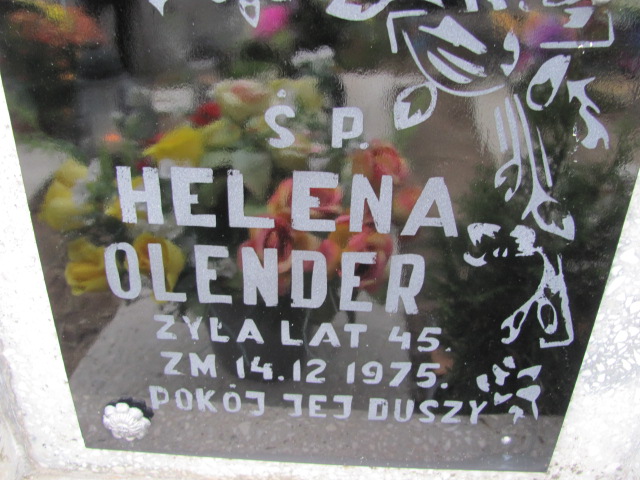 Ś P.
HELENA
OLENDER
ŻYŁA LAT 45.
ZM 14.12 1975.
POKÓJ JEJ DUSZY